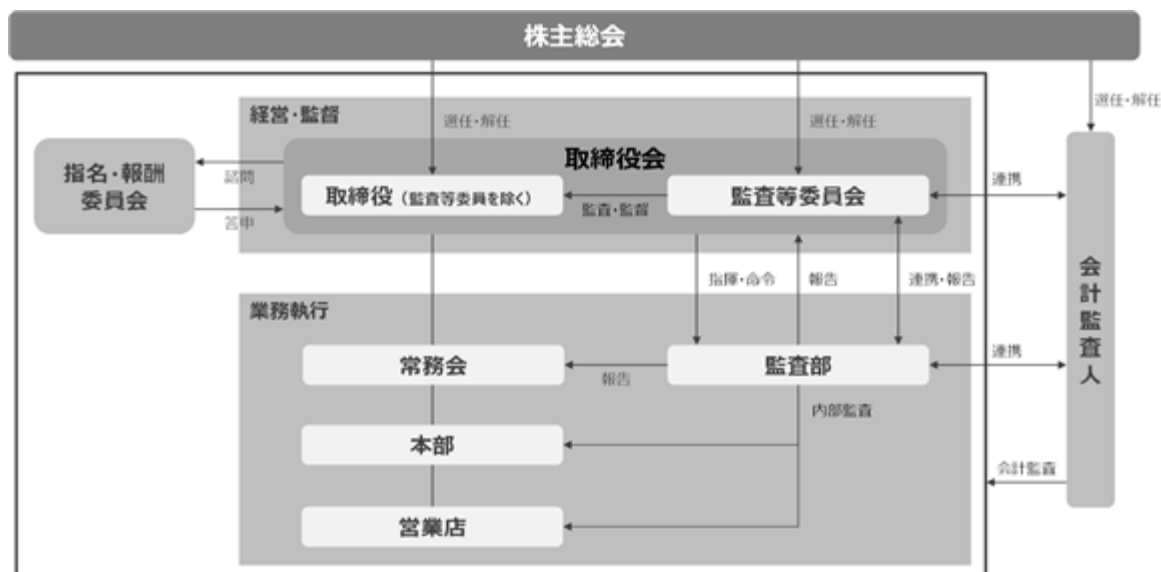 株主総会
選任・解任
選任・解任
選任・解任
経営・監督
取締役会
指名・報酬
委員会
諮問
答申
取締役（監査等委員を除く）
監査・監督
監査等委員会
連携
会計監査人
指揮・命令
報告
連携・報告
業務執行
常務会
報告
監査部
連携
内部監査
本部
会計監査
営業店